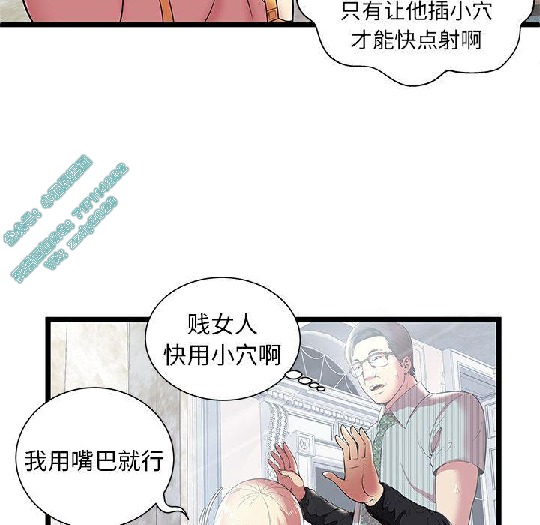 只有让他插小穴
才能快点射啊
贱女人
快用小穴啊
我用嘴巴就行